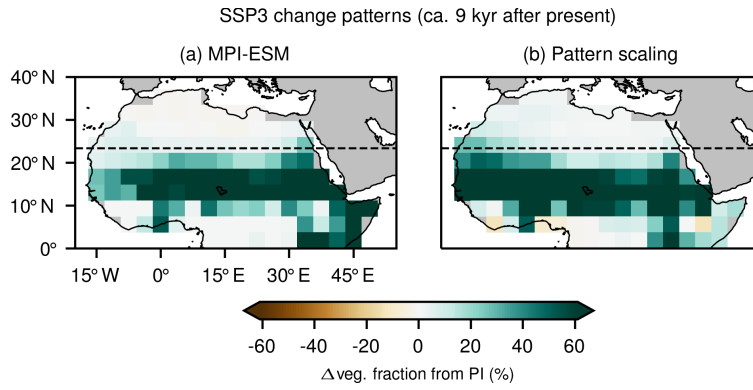 SSP3 change patterns (ca. 9 kyr after present)
(a) MPI-ESM
(b) Pattern scaling
40° N
30° N
20° N
10° N
0°
15° W 0° 15° E 30° E 45° E
-60 -40 -20 0 20 40 60
Δveg. fraction from PI (%)